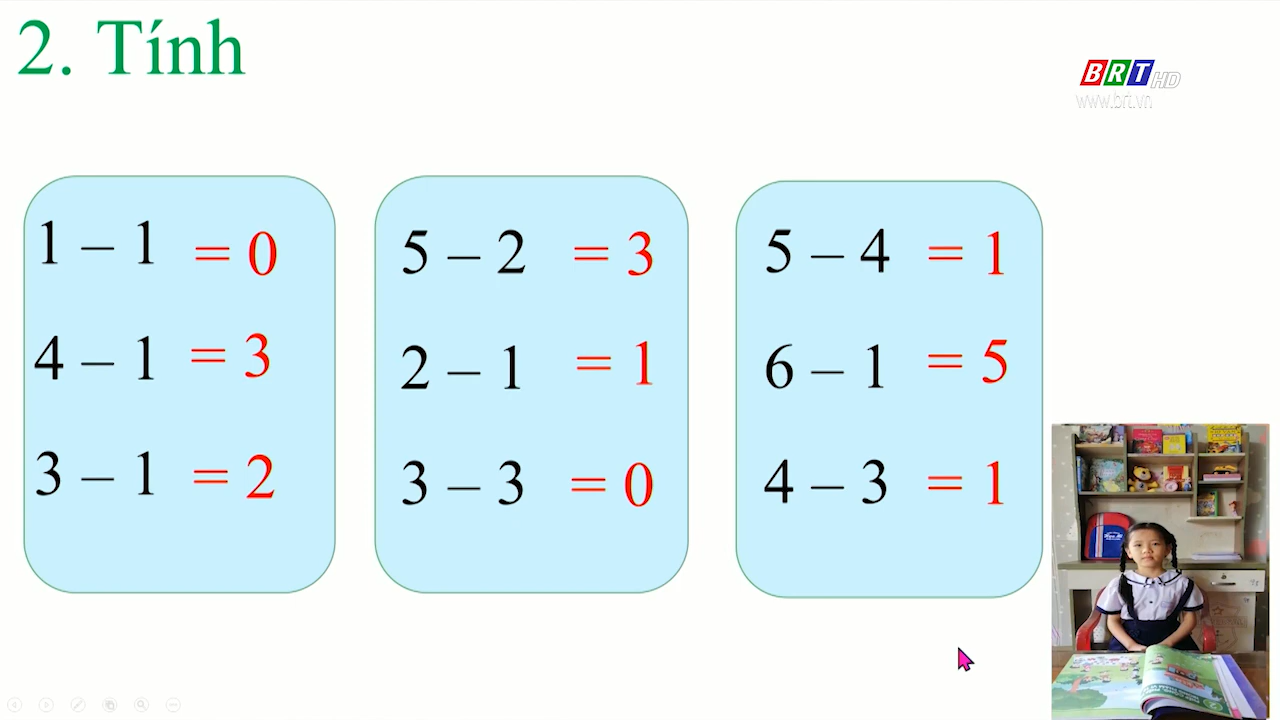 2. Tính
BRT HD
www.brt.vn
1 – 1 = 0
4 – 1 = 3
3 – 1 = 2
5 – 2 = 3
2 – 1 = 1
3 – 3 = 0
5 – 4 = 1
6 – 1 = 5
4 – 3 = 1